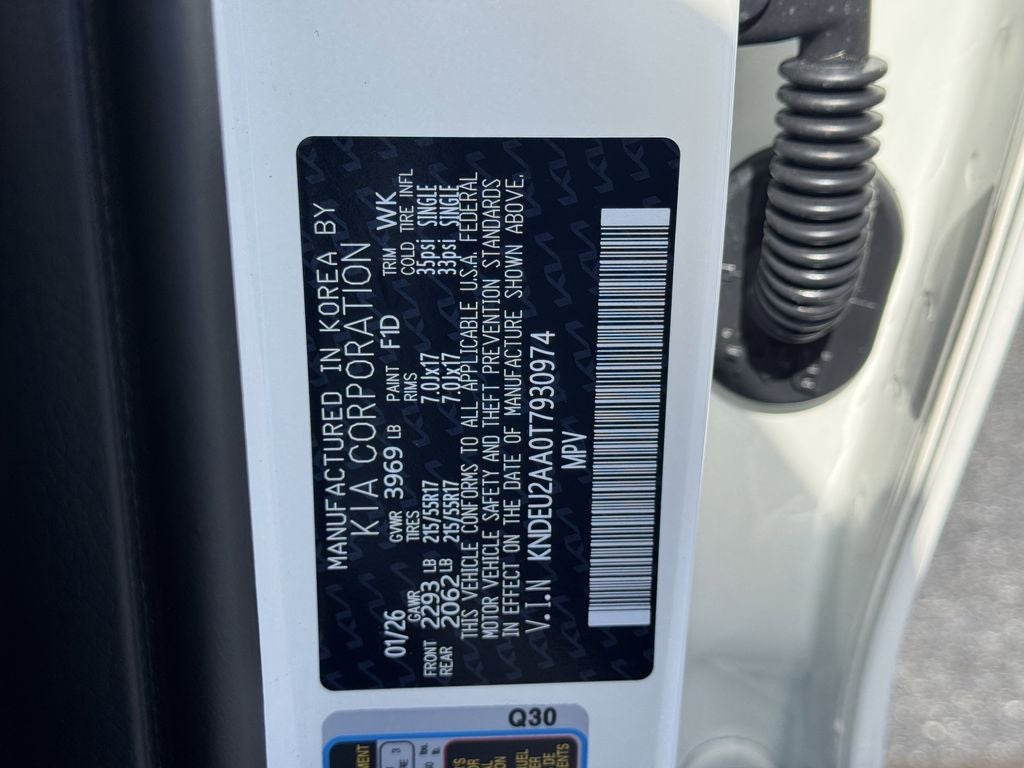 MANUFACTURED IN KOREA BY
KIA CORPORATION
01/26 GVWR 3969 LB PAINT F1D TRIM WK
GAWR TIRES RIMS COLD TIRE INFL
FRONT 2293 LB 215/55R17 7.0Jx17 35psi SINGLE
REAR 2062 LB 215/55R17 7.0Jx17 33psi SINGLE
THIS VEHICLE CONFORMS TO ALL APPLICABLE U.S.A. FEDERAL
MOTOR VEHICLE SAFETY AND THEFT PREVENTION STANDARDS
IN EFFECT ON THE DATE OF MANUFACTURE SHOWN ABOVE.
V.I.N KNDEU2AA0T7930974
MPV
Q30